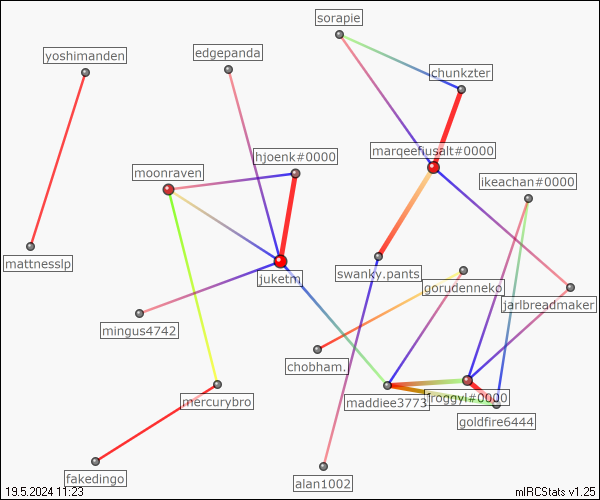 sorapie
yoshimanden
edgepanda
chunkzter
marqeefusalt#0000
hjoenk#0000
moonraven
ikeachan#0000
mattnesslp
juketm
swanky.pants
gorudenneko
jarlbreadmaker
mingus4742
chobham.
maddiee3773
froggyl#0000
mercurybro
goldfire6444
fakedingo
alan1002
19.5.2024 11:23
mIRCStats v1.25